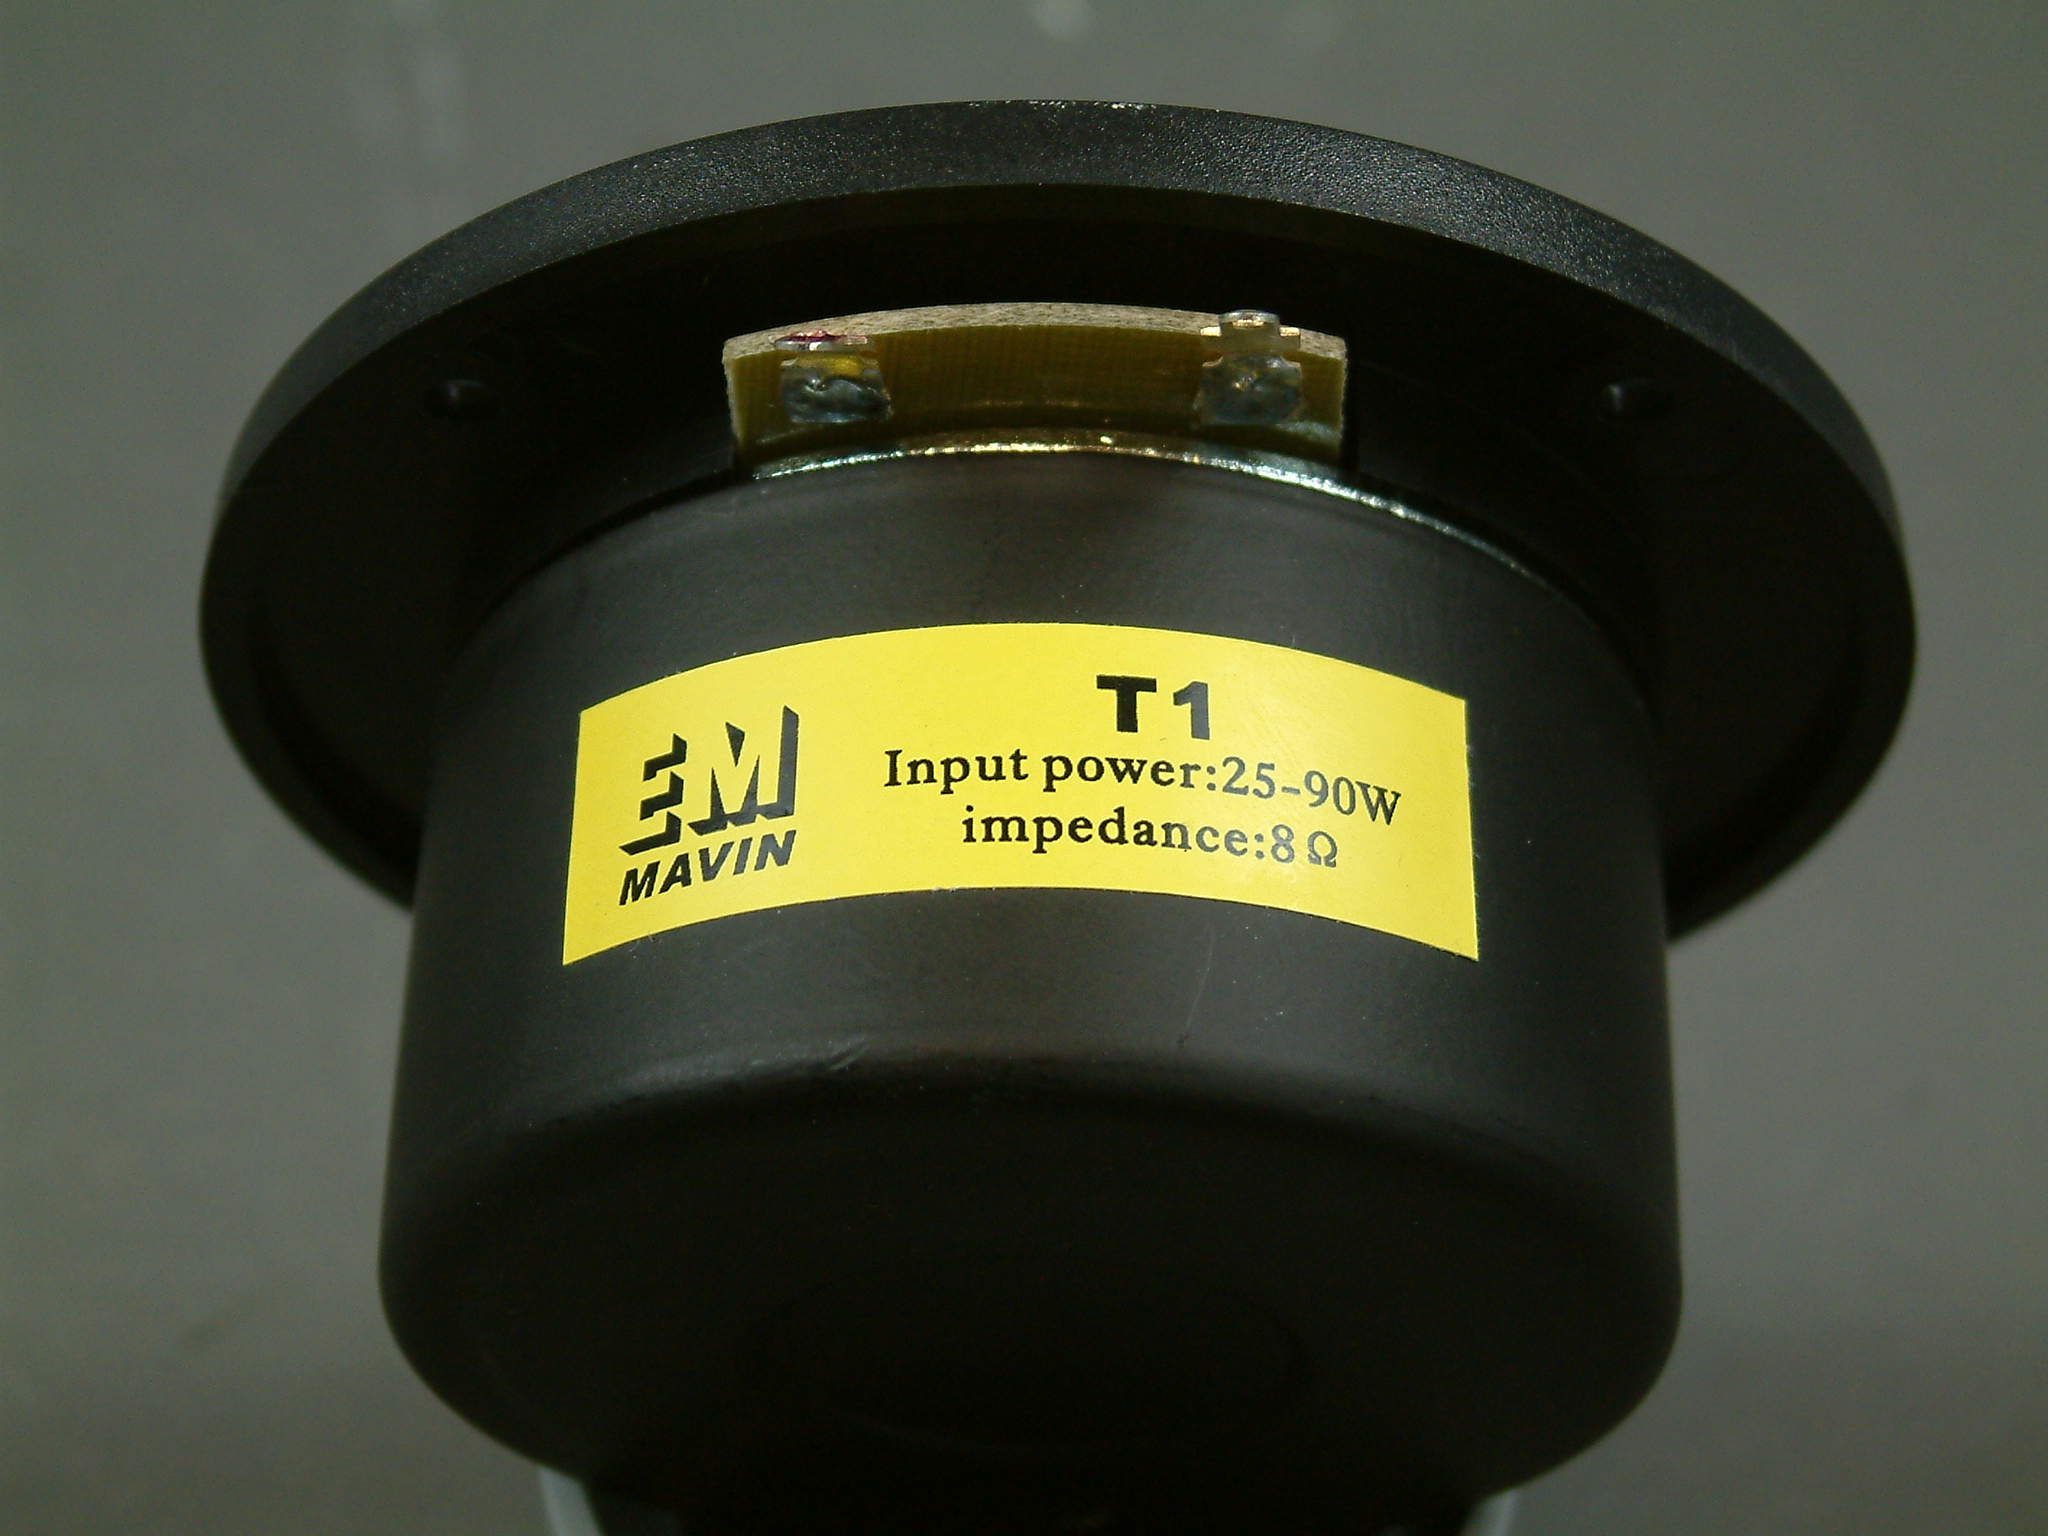 EM
MAVIN
T1
Input power:25-90W
impedance:8Ω